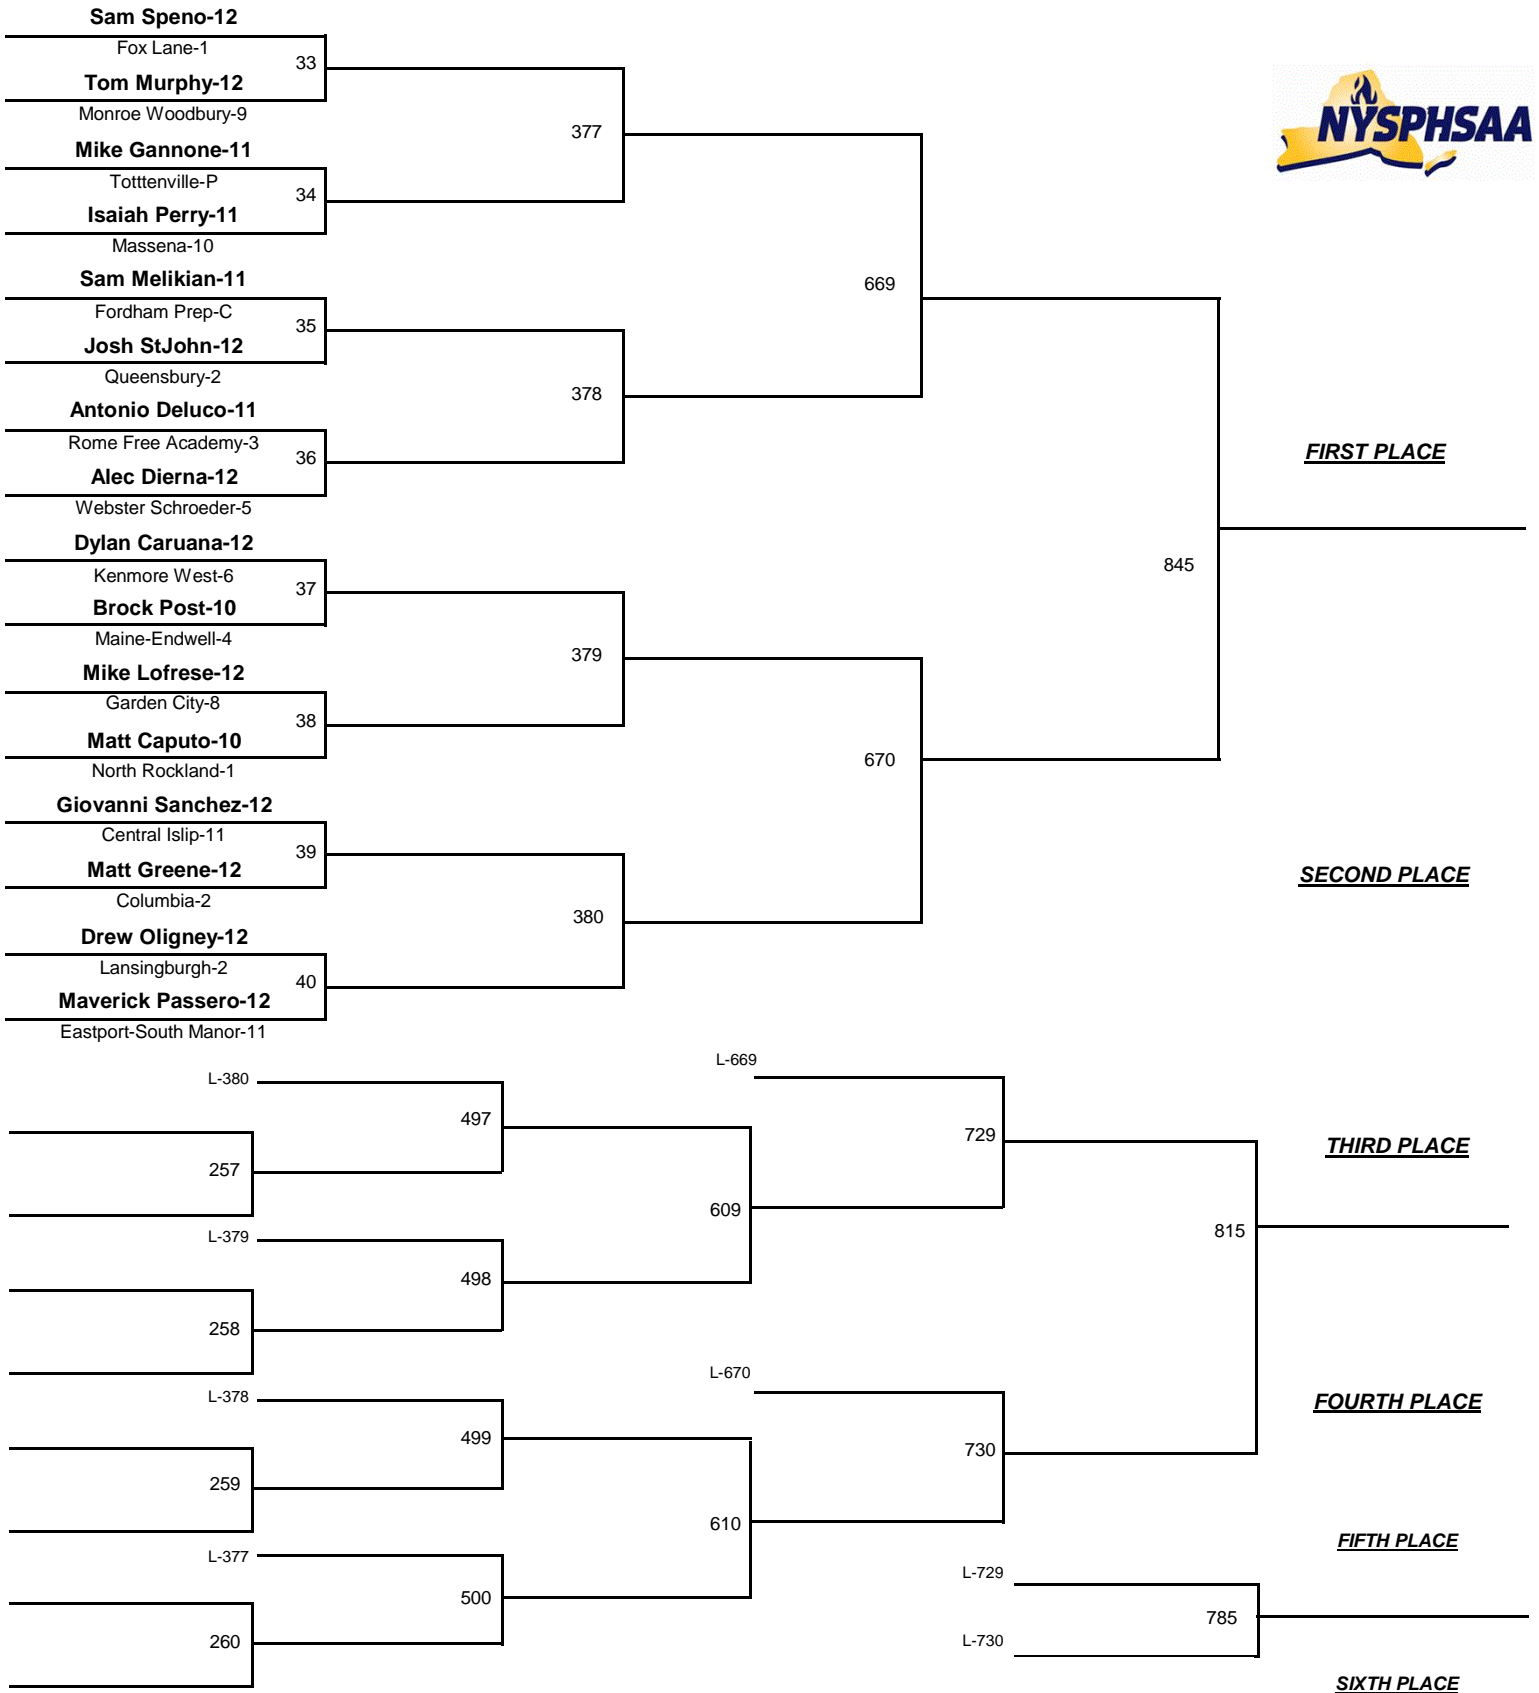 Sam Speno-12
Fox Lane-1
33
Tom Murphy-12
Monroe Woodbury-9
377
Mike Gannone-11
Totttenville-P
34
Isaiah Perry-11
Massena-10
NYSPHSAA
669
Sam Melikian-11
Fordham Prep-C
35
Josh StJohn-12
Queensbury-2
378
Antonio Deluco-11
Rome Free Academy-3
36
Alec Dierna-12
Webster Schroeder-5
FIRST PLACE
845
Dylan Caruana-12
Kenmore West-6
37
Brock Post-10
Maine-Endwell-4
379
Mike Lofrese-12
Garden City-8
38
Matt Caputo-10
North Rockland-1
670
Giovanni Sanchez-12
Central Islip-11
39
Matt Greene-12
Columbia-2
380
SECOND PLACE
Drew Oligney-12
Lansingburgh-2
40
Maverick Passero-12
Eastport-South Manor-11
L-380
L-669
497
729
THIRD PLACE
257
609
L-379
815
498
258
L-378
L-670
FOURTH PLACE
499
730
259
610
L-377
FIFTH PLACE
L-729
500
785
260
L-730
SIXTH PLACE